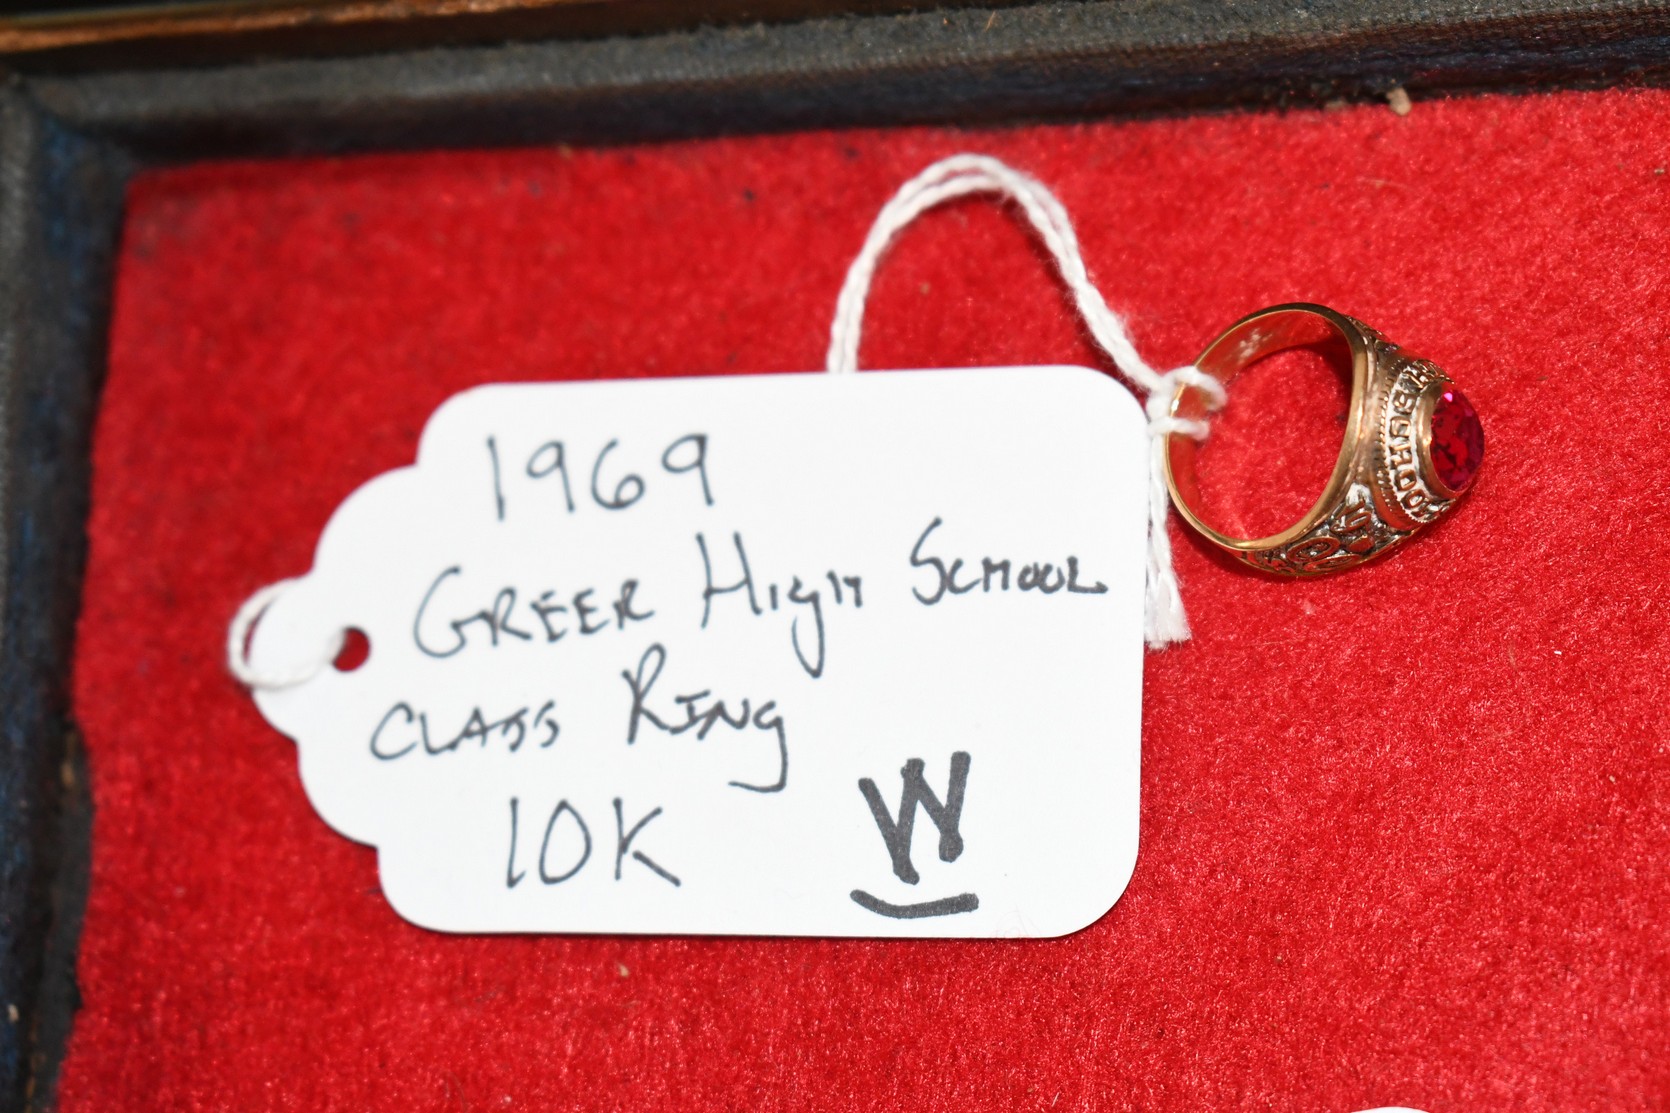 1969
GREER HIGH SCHOOL
CLASS RING
10K
W